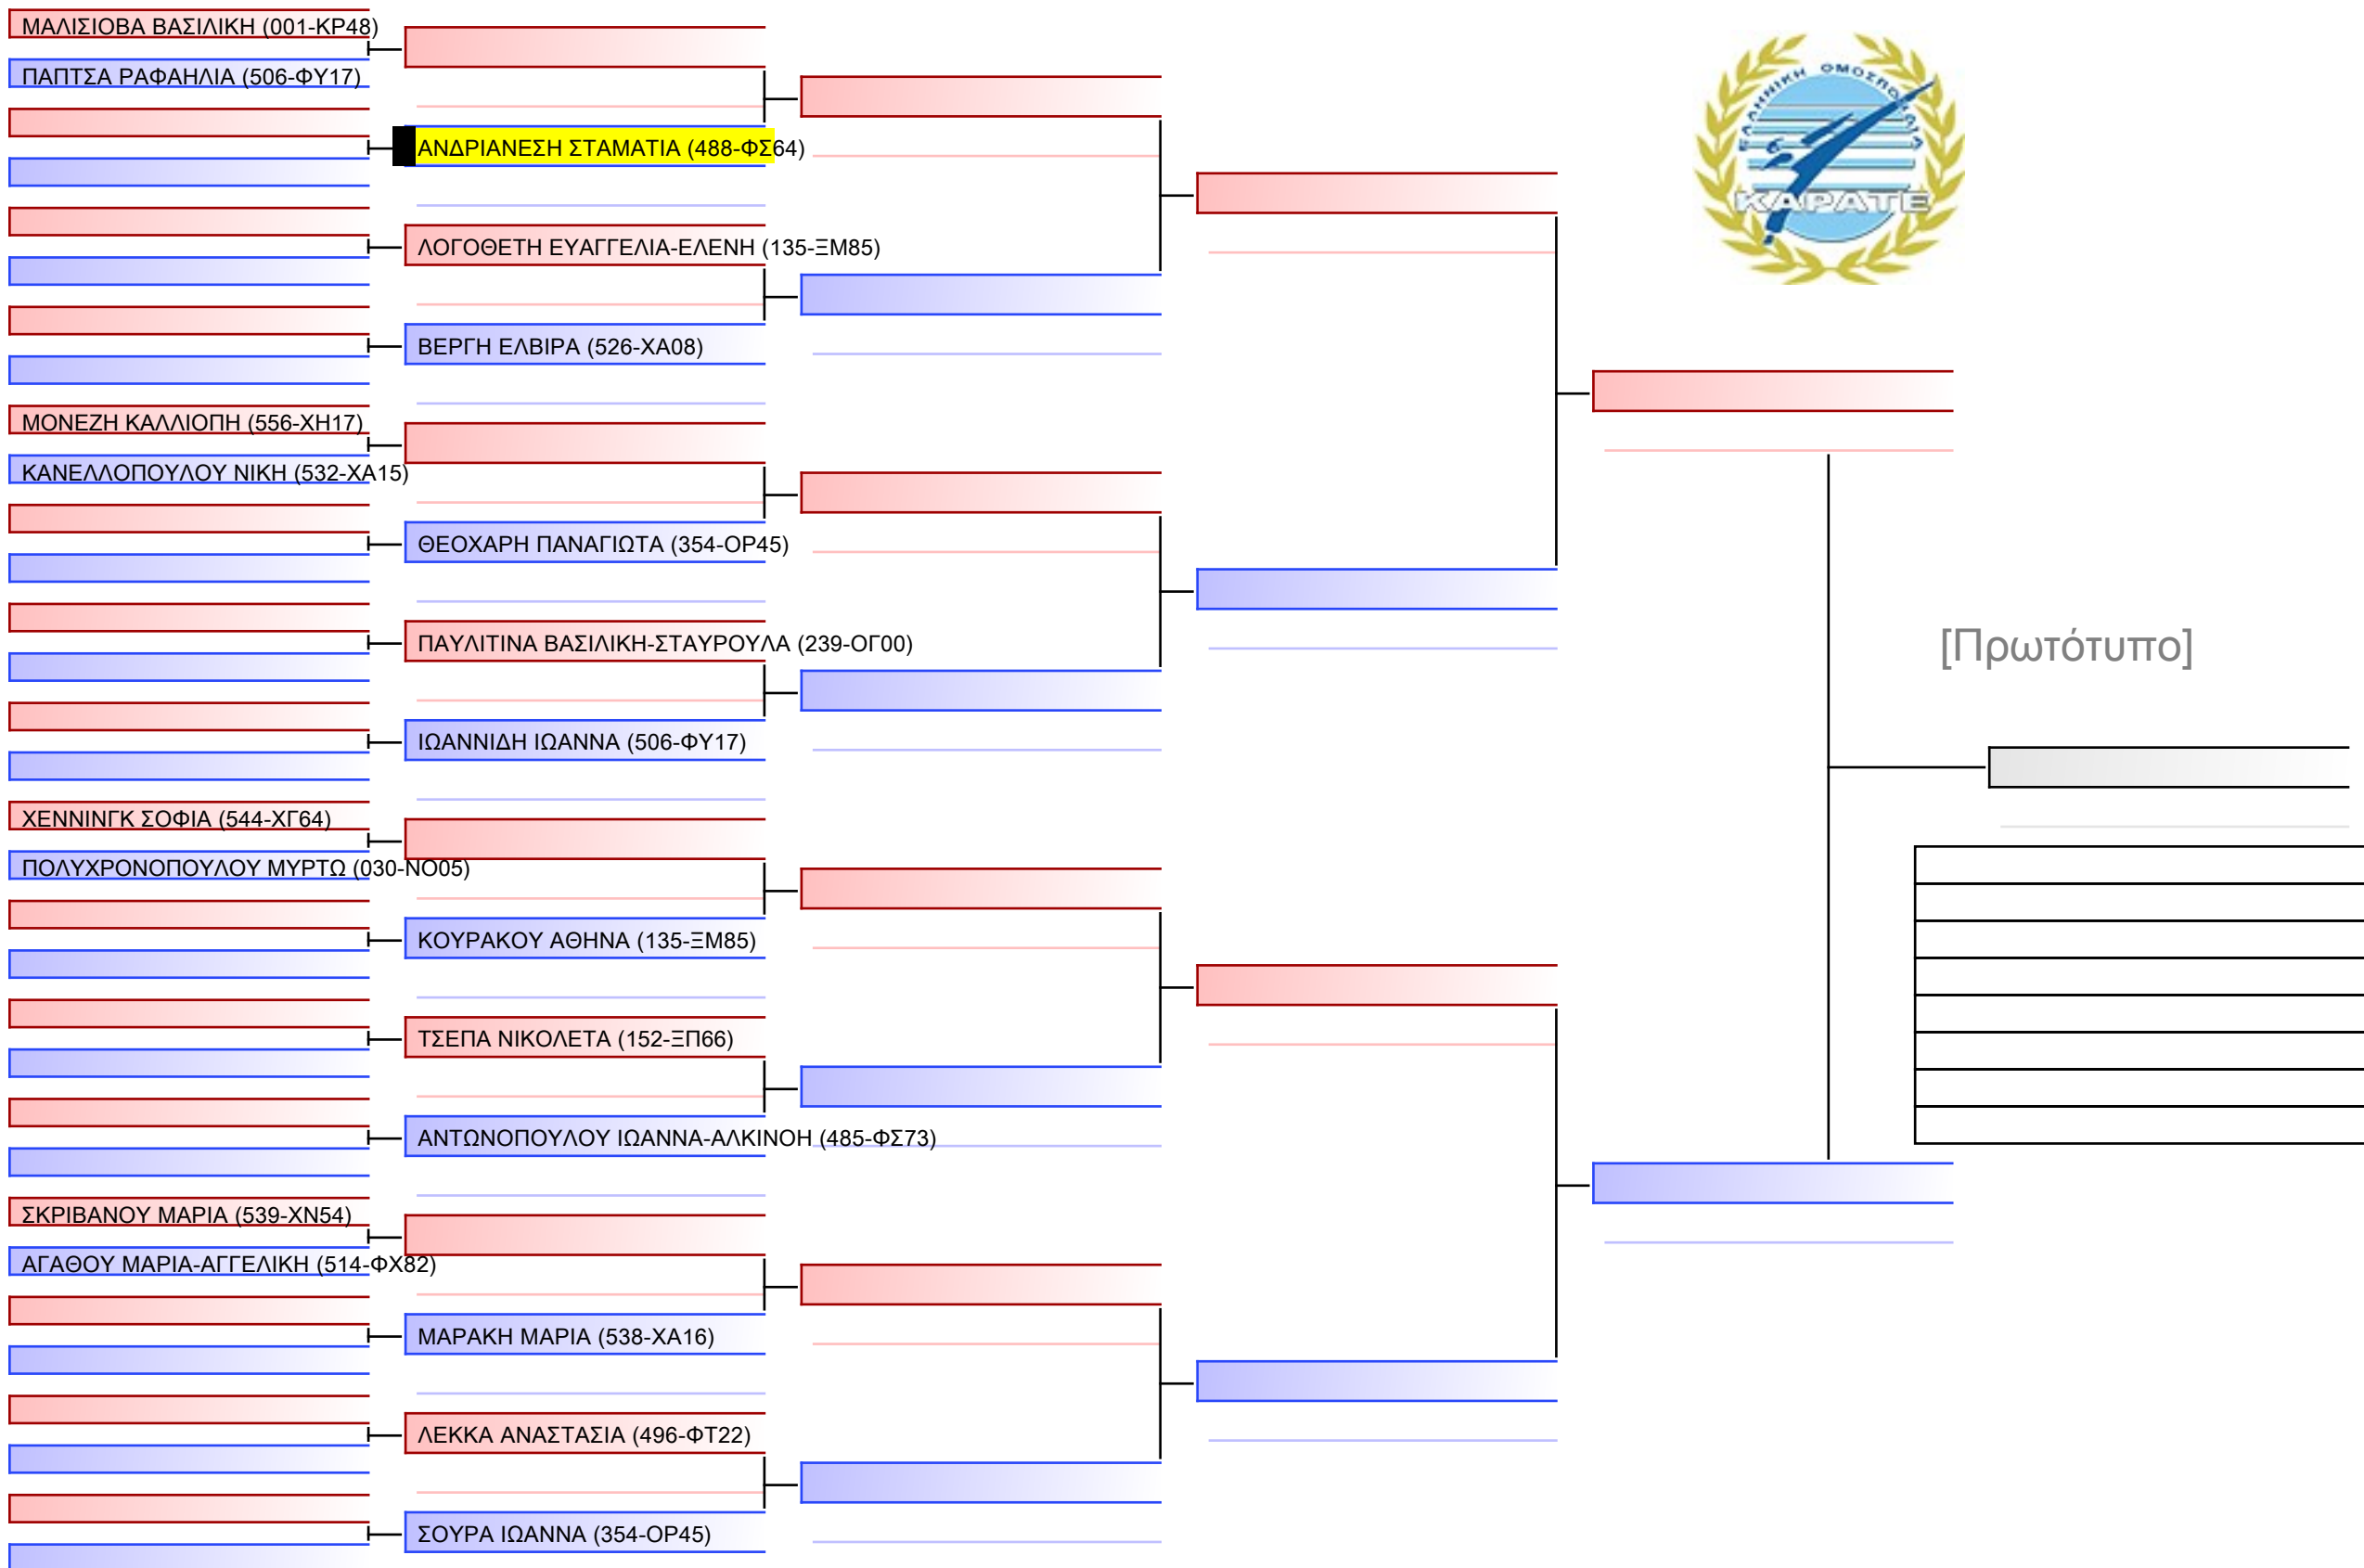 ΜΑΛΙΣΙΟΒΑ ΒΑΣΙΛΙΚΗ (001-ΚΡ48)
ΠΑΠΤΣΑ ΡΑΦΑΗΛΙΑ (506-ΦΥ17)
ΑΝΔΡΙΑΝΕΣΗ ΣΤΑΜΑΤΙΑ (488-ΦΣ64)
ΛΟΓΟΘΕΤΗ ΕΥΑΓΓΕΛΙΑ-ΕΛΕΝΗ (135-ΞΜ85)
ΒΕΡΓΗ ΕΛΒΙΡΑ (526-ΧΑ08)
ΜΟΝΕΖΗ ΚΑΛΛΙΟΠΗ (556-ΧΗ17)
ΚΑΝΕΛΛΟΠΟΥΛΟΥ ΝΙΚΗ (532-ΧΑ15)
ΘΕΟΧΑΡΗ ΠΑΝΑΓΙΩΤΑ (354-ΟΡ45)
ΠΑΥΛΙΤΙΝΑ ΒΑΣΙΛΙΚΗ-ΣΤΑΥΡΟΥΛΑ (239-ΟΓ00)
ΙΩΑΝΝΙΔΗ ΙΩΑΝΝΑ (506-ΦΥ17)
ΧΕΝΝΙΝΓΚ ΣΟΦΙΑ (544-ΧΓ64)
ΠΟΛΥΧΡΟΝΟΠΟΥΛΟΥ ΜΥΡΤΩ (030-ΝΟ05)
ΚΟΥΡΑΚΟΥ ΑΘΗΝΑ (135-ΞΜ85)
ΤΣΕΠΑ ΝΙΚΟΛΕΤΑ (152-ΞΠ66)
ΑΝΤΩΝΟΠΟΥΛΟΥ ΙΩΑΝΝΑ-ΑΛΚΙΝΟΗ (485-ΦΣ73)
ΣΚΡΙΒΑΝΟΥ ΜΑΡΙΑ (539-ΧΝ54)
ΑΓΑΘΟΥ ΜΑΡΙΑ-ΑΓΓΕΛΙΚΗ (514-ΦΧ82)
ΜΑΡΑΚΗ ΜΑΡΙΑ (538-ΧΑ16)
ΛΕΚΚΑ ΑΝΑΣΤΑΣΙΑ (496-ΦΤ22)
ΣΟΥΡΑ ΙΩΑΝΝΑ (354-ΟΡ45)
ΕΛΛΗΝΙΚΗ ΟΜΟΣΠΟΝΔΙΑ
ΚΑΡΑΤΕ
[Πρωτότυπο]